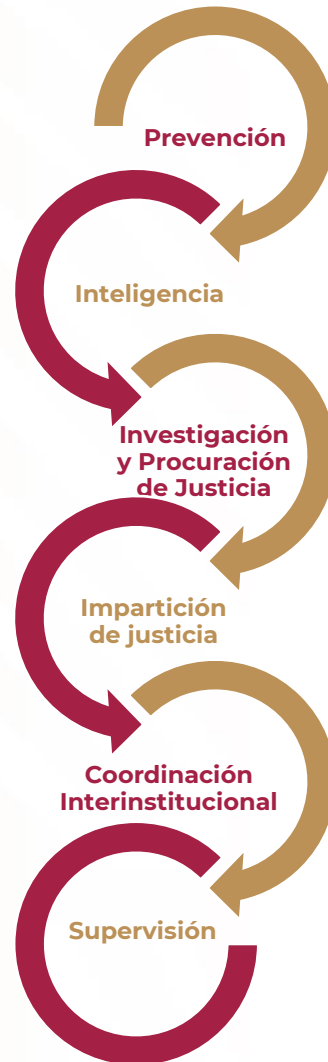 Prevención
Inteligencia
Investigación
y Procuración
de Justicia
Impartición
de justicia
Coordinación
Interinstitucional
Supervisión